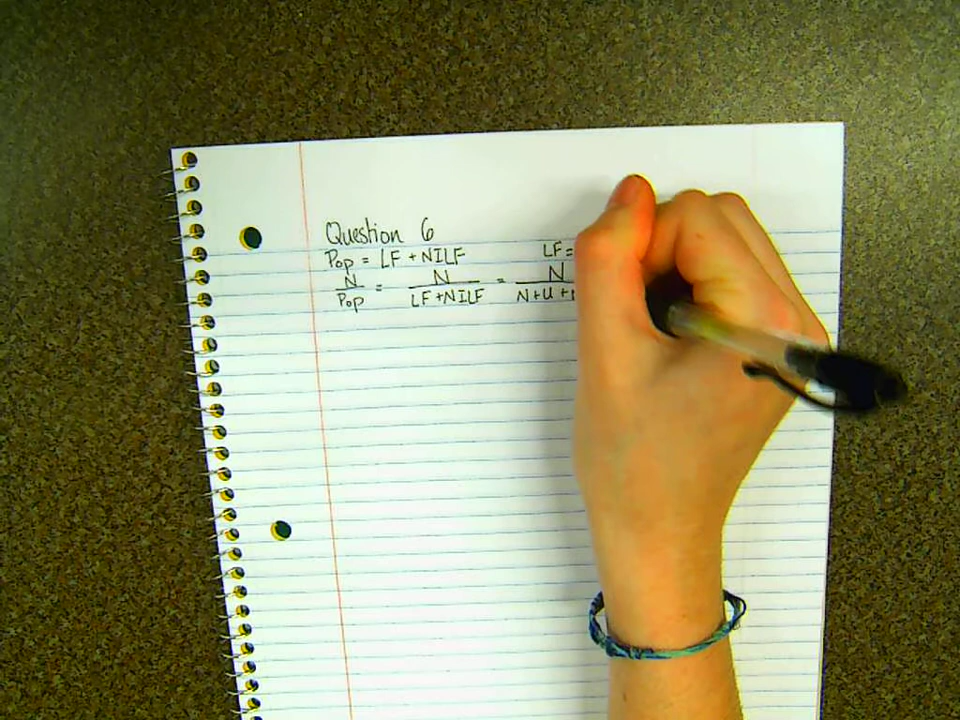 Question 6
Pop = LF + NILF LF =
N/Pop = N/LF + NILF = N/N + U +